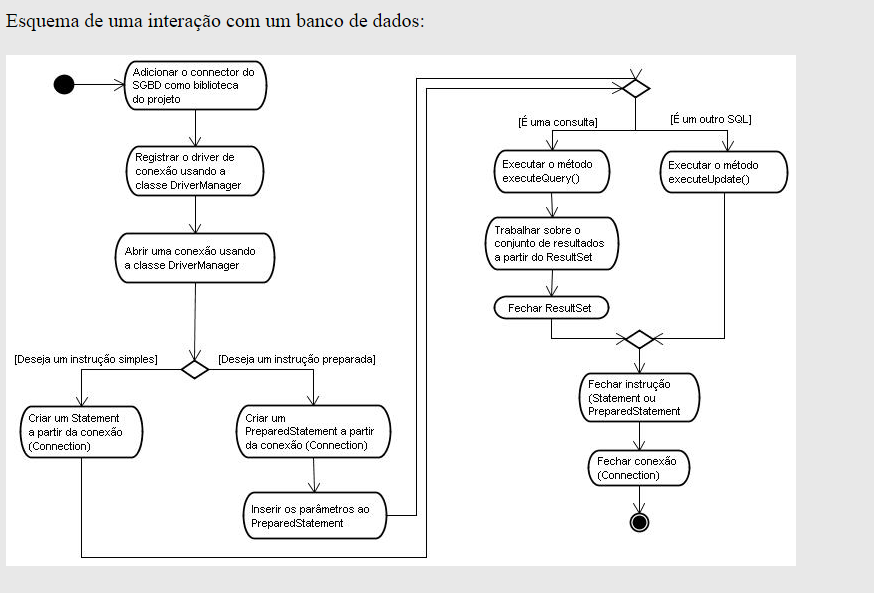 Esquema de uma interação com um banco de dados:
Adicionar o connector do
SGBD como biblioteca
do projeto
Registrar o driver de
conexão usando a
classe DriverManager
Abrir uma conexão usando
a classe DriverManager
[Deseja um instrução simples]
[Deseja um instrução preparada]
Criar um Statement
a partir da conexão
(Connection)
Criar um
PreparedStatement a partir
da conexão (Connection)
Inserir os parâmetros ao
PreparedStatement
[É uma consulta]
[É um outro SQL]
Executar o método
executeQuery()
Executar o método
executeUpdate()
Trabalhar sobre o
conjunto de resultados
a partir do ResultSet
Fechar ResultSet
Fechar instrução
(Statement ou
PreparedStatement
Fechar conexão
(Connection)